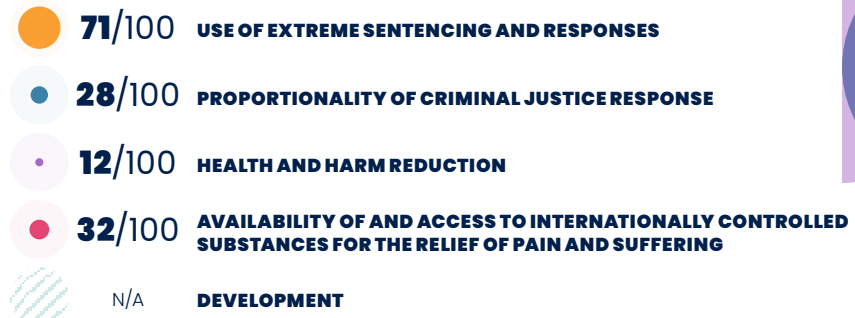 71/100 USE OF EXTREME SENTENCING AND RESPONSES
28/100 PROPORTIONALITY OF CRIMINAL JUSTICE RESPONSE
12/100 HEALTH AND HARM REDUCTION
32/100 AVAILABILITY OF AND ACCESS TO INTERNATIONALLY CONTROLLED
SUBSTANCES FOR THE RELIEF OF PAIN AND SUFFERING
N/A DEVELOPMENT